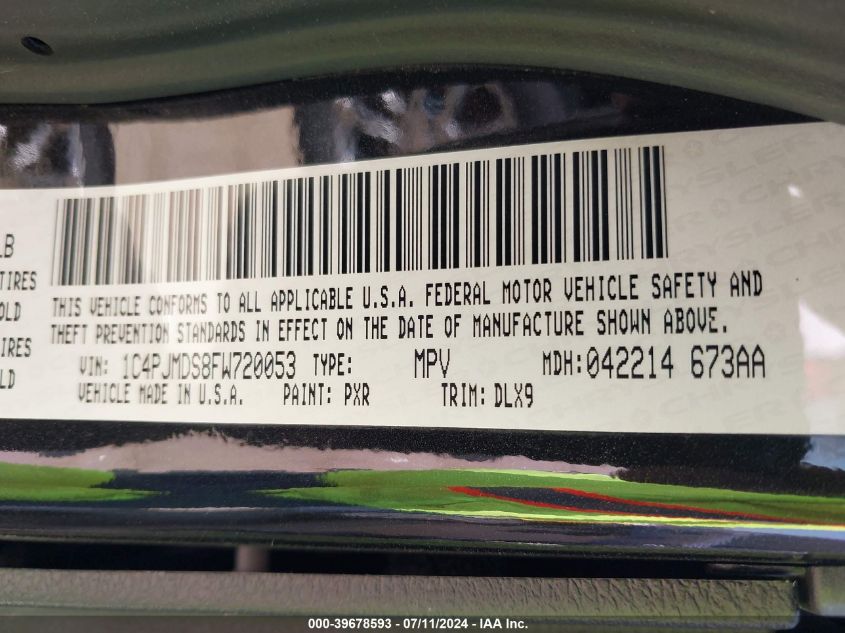 LB
TIRES
OLD
TIRES
LD
THIS VEHICLE CONFORMS TO ALL APPLICABLE U.S.A. FEDERAL MOTOR VEHICLE SAFETY AND
THEFT PREVENTION STANDARDS IN EFFECT ON THE DATE OF MANUFACTURE SHOWN ABOVE.
VIN: 1C4PJMDS8FW720053 TYPE: MPV MDH: 042214 673AA
VEHICLE MADE IN U.S.A. PAINT: PXR TRIM: DLX9
000-39678593 - 07/11/2024 - IAA Inc.